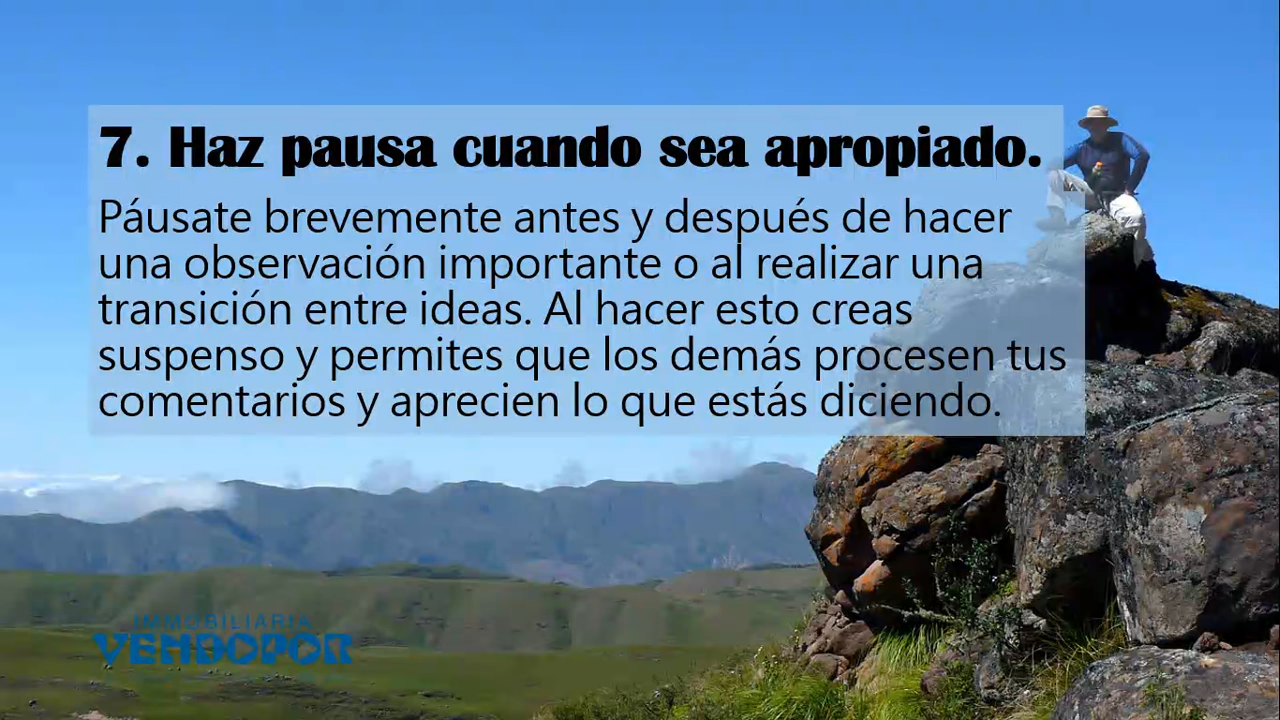 7. Haz pausa cuando sea apropiado.
Páusate brevemente antes y después de hacer
una observación importante o al realizar una
transición entre ideas. Al hacer esto creas
suspenso y permites que los demás procesen tus
comentarios y aprecien lo que estás diciendo.
IMMOBILIARIA
VENDOPOR